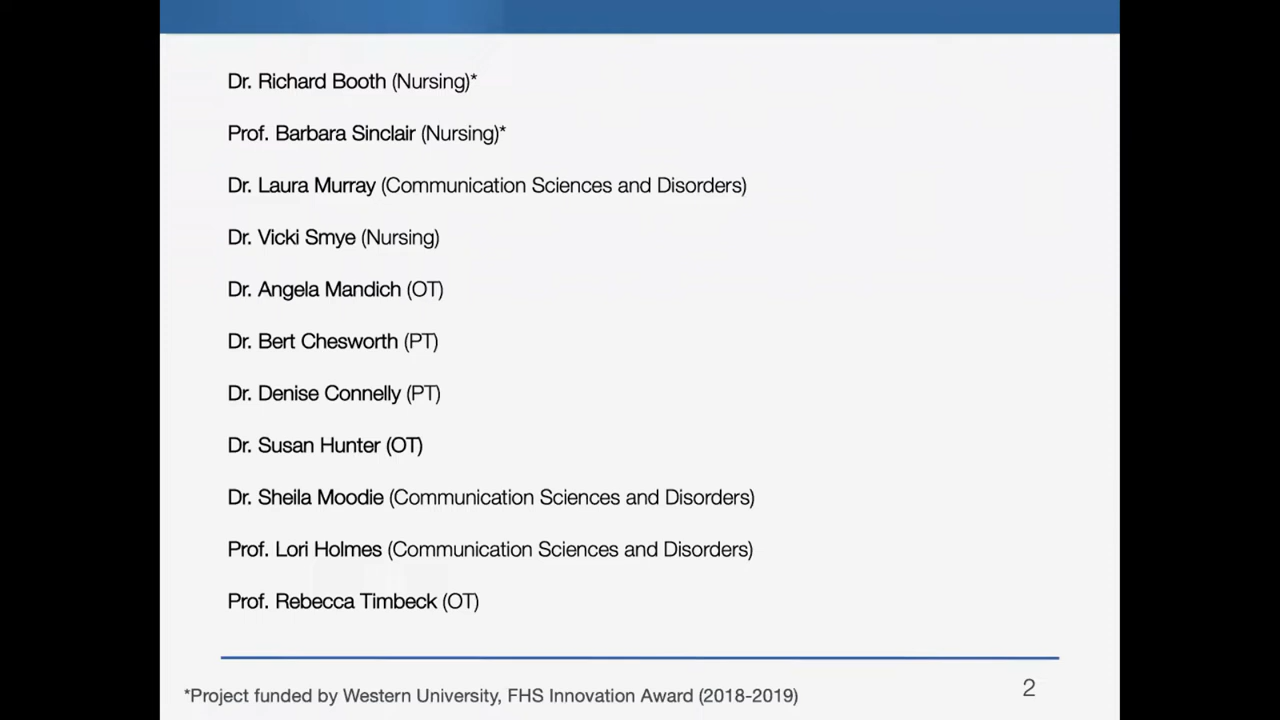 Dr. Richard Booth (Nursing)*
Prof. Barbara Sinclair (Nursing)*
Dr. Laura Murray (Communication Sciences and Disorders)
Dr. Vicki Smye (Nursing)
Dr. Angela Mandich (OT)
Dr. Bert Chesworth (PT)
Dr. Denise Connelly (PT)
Dr. Susan Hunter (OT)
Dr. Sheila Moodie (Communication Sciences and Disorders)
Prof. Lori Holmes (Communication Sciences and Disorders)
Prof. Rebecca Timbeck (OT)
*Project funded by Western University, FHS Innovation Award (2018-2019)
2